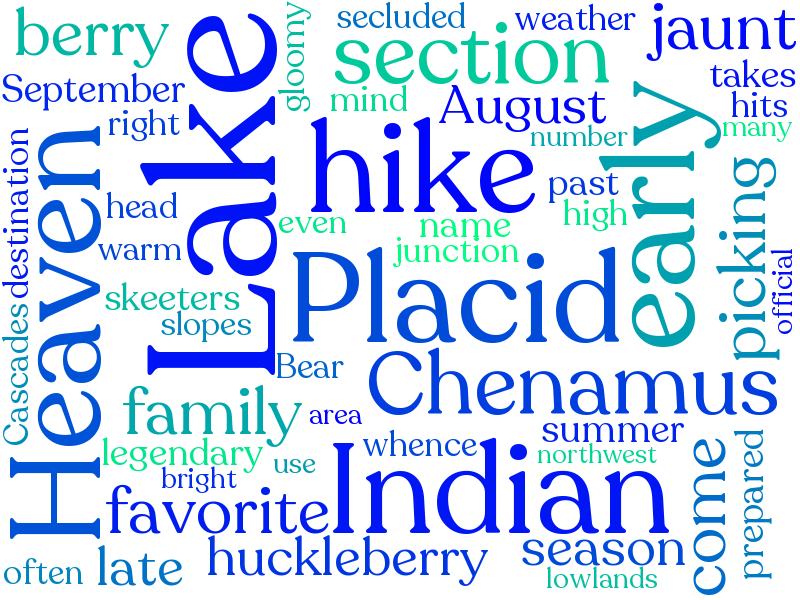 berry
Lake
gloomy
secluded
weather
jaunt
section
September
mind
August
takes
hits
right
number
many
Heaven
hike
early
past
destination
head
even
name
high
picking
warm
junction
official
skeeters
Placid
slopes
Cascades
Bear
Chenamus
family
area
summer
legendary
whence
northwest
use
bright
Indian
come
prepared
favorite
huckleberry
season
often
late
lowlands